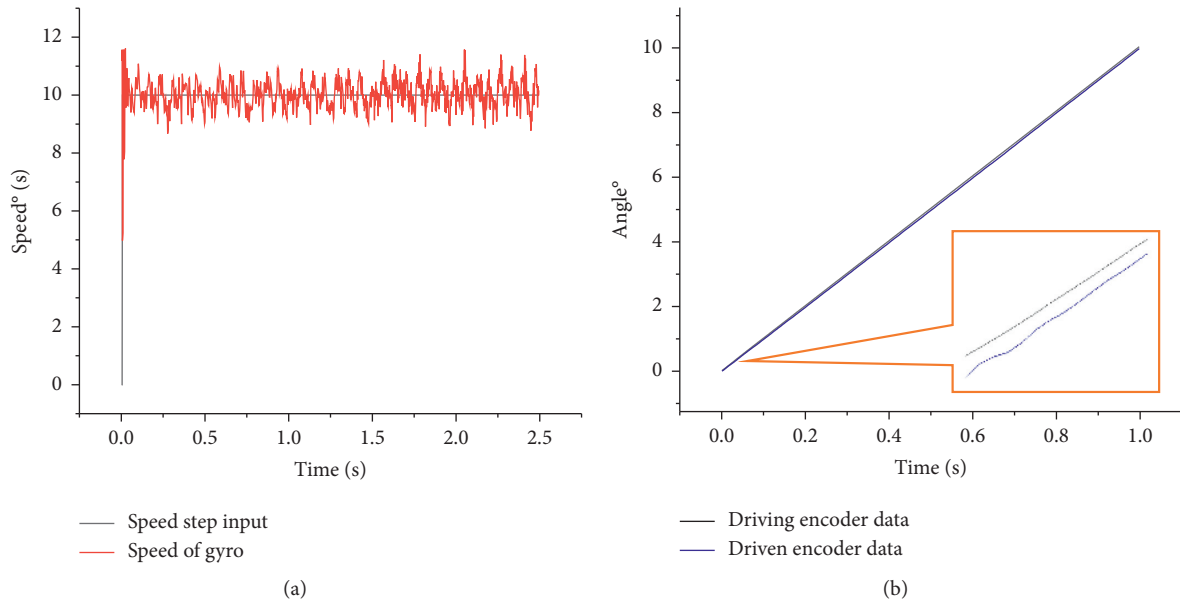 12
10
8
6
4
2
0
Speed° (s)
0.0 0.5 1.0 1.5 2.0 2.5
Time (s)
Speed step input
Speed of gyro
(a)
10
8
6
4
2
0
Angle°
0.0 0.2 0.4 0.6 0.8 1.0
Time (s)
Driving encoder data
Driven encoder data
(b)